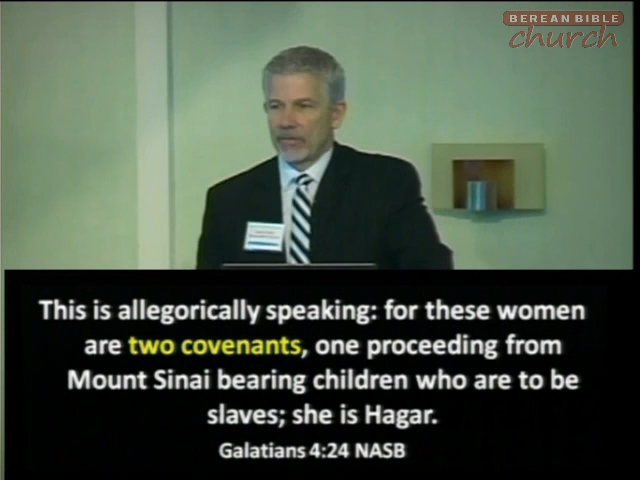 BEREAN BIBLE
church
This is allegorically speaking: for these women
are two covenants, one proceeding from
Mount Sinai bearing children who are to be
slaves; she is Hagar.
Galatians 4:24 NASB